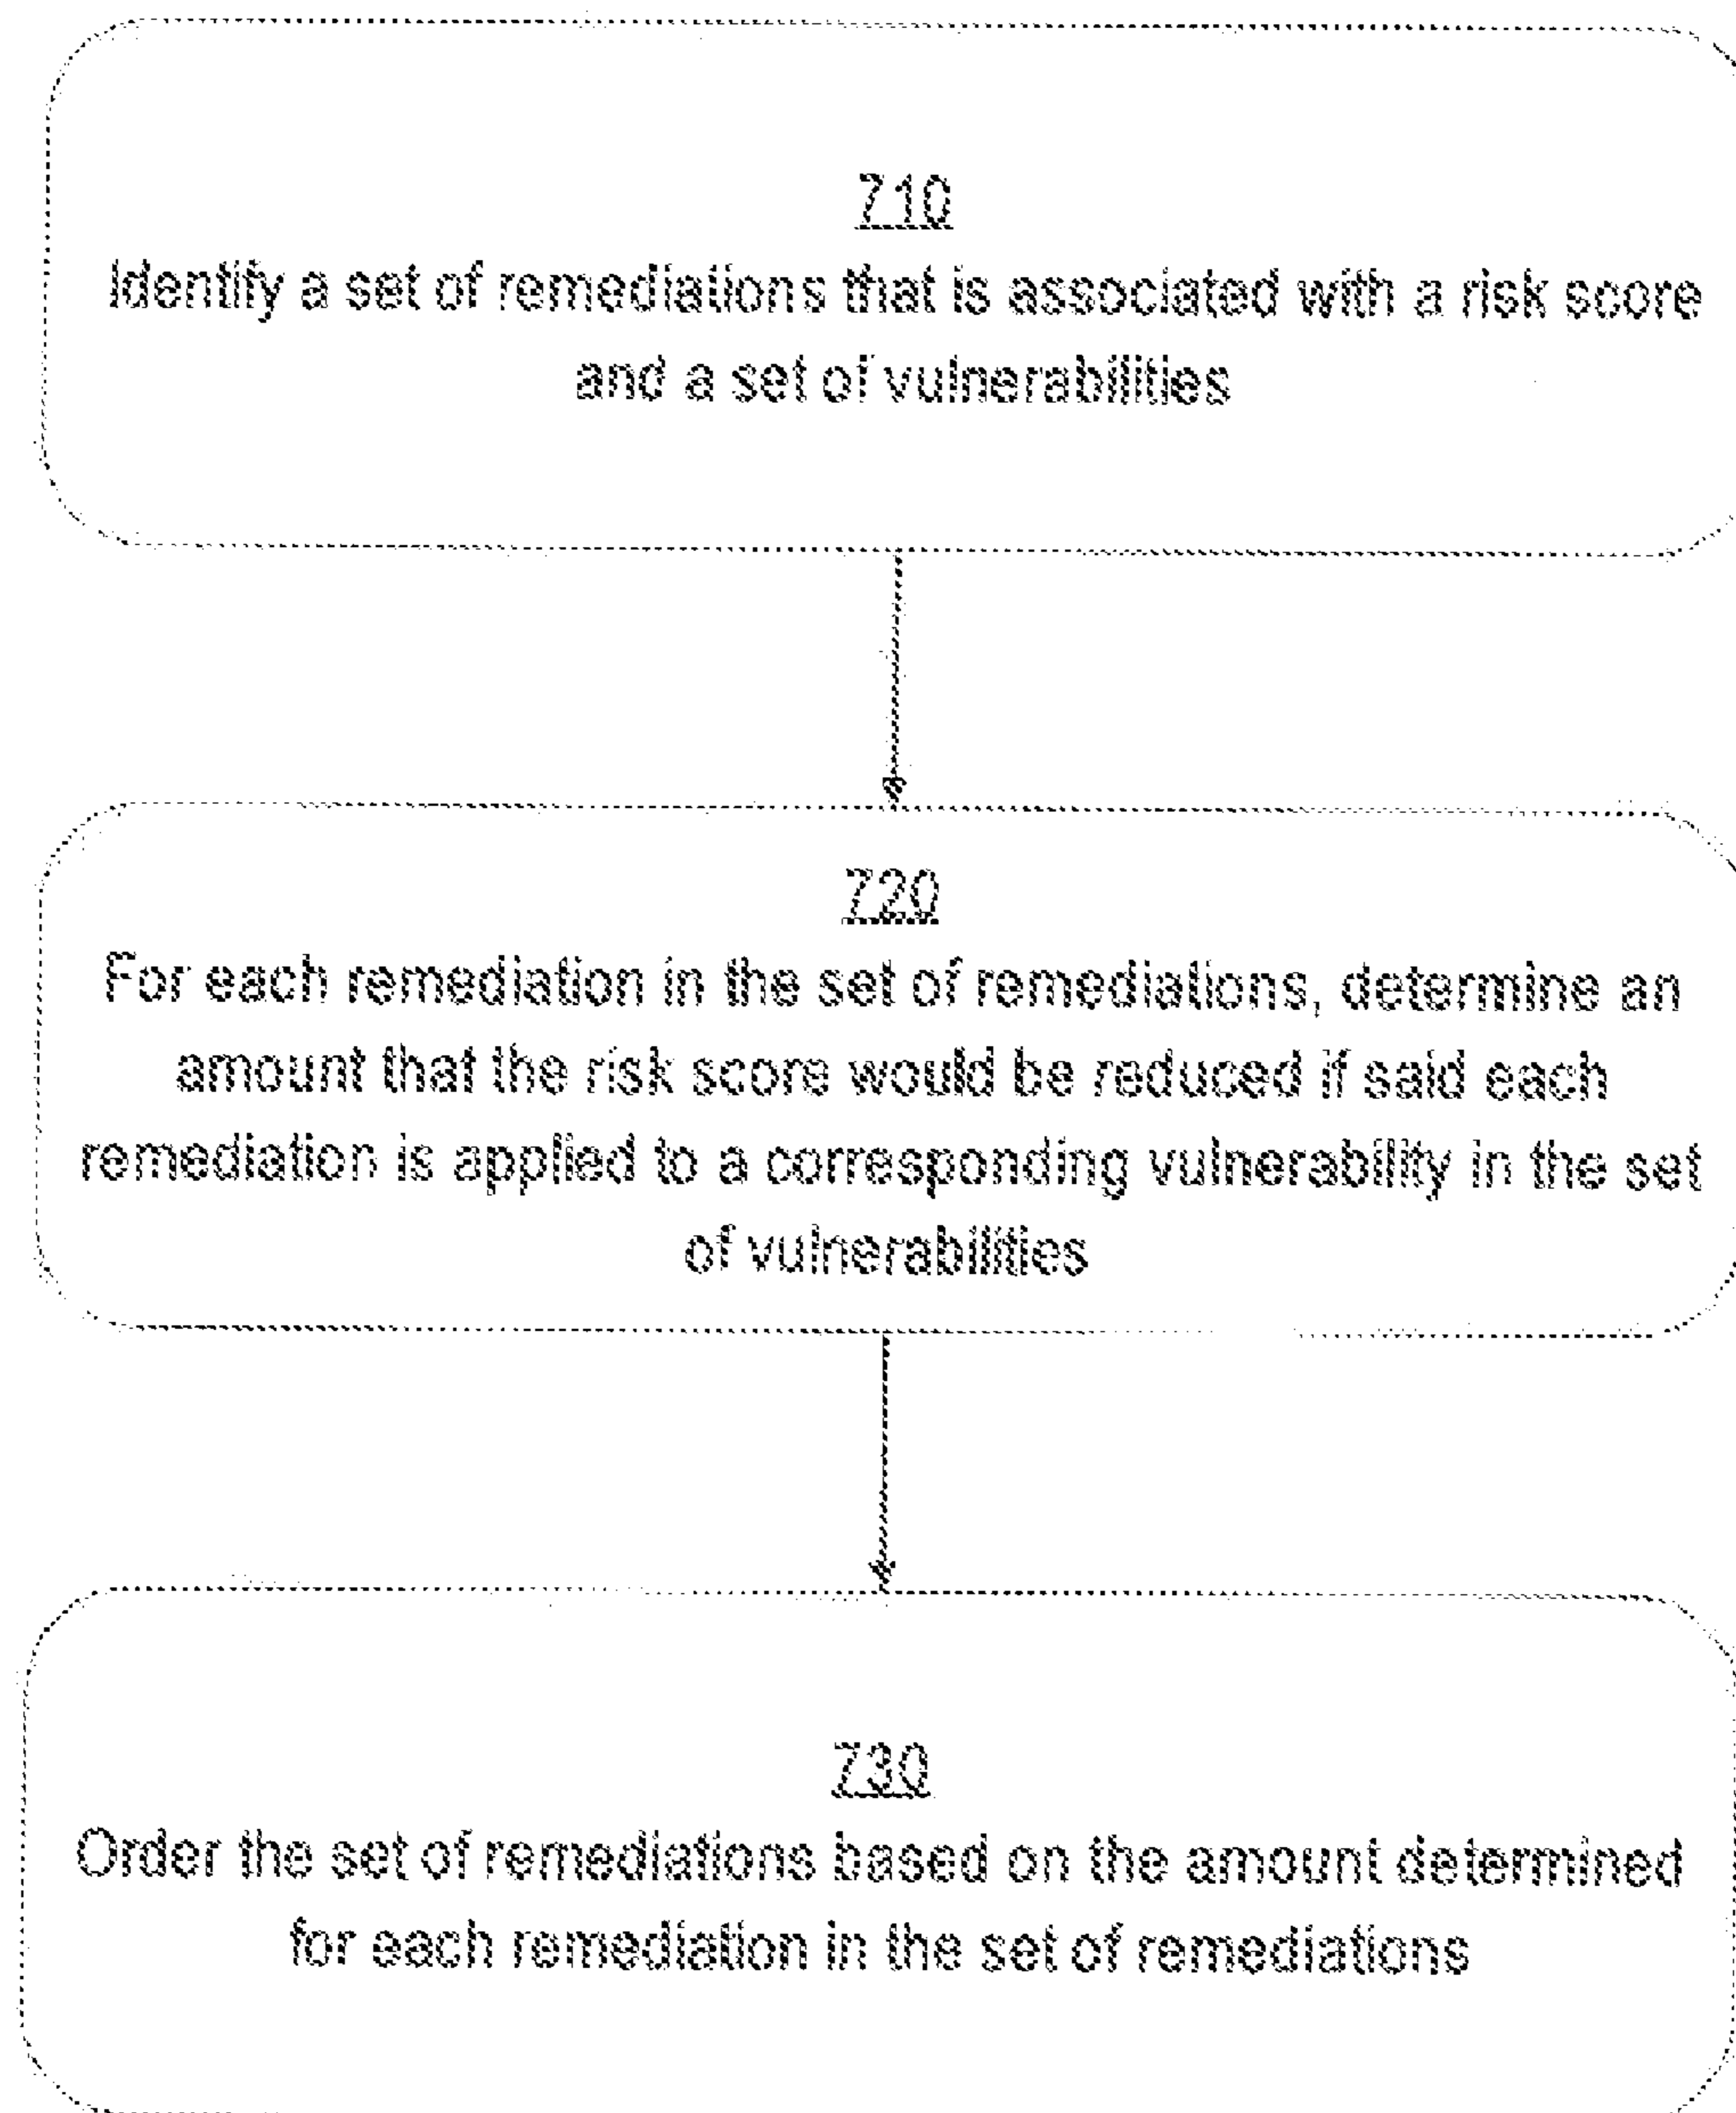 710
Identify a set of remediations that is associated with a risk score
and a set of vulnerabilities
720
For each remediation in the set of remediations, determine an
amount that the risk score would be reduced if said each
remediation is applied to a corresponding vulnerability in the set
of vulnerabilities
730
Order the set of remediations based on the amount determined
for each remediation in the set of remediations